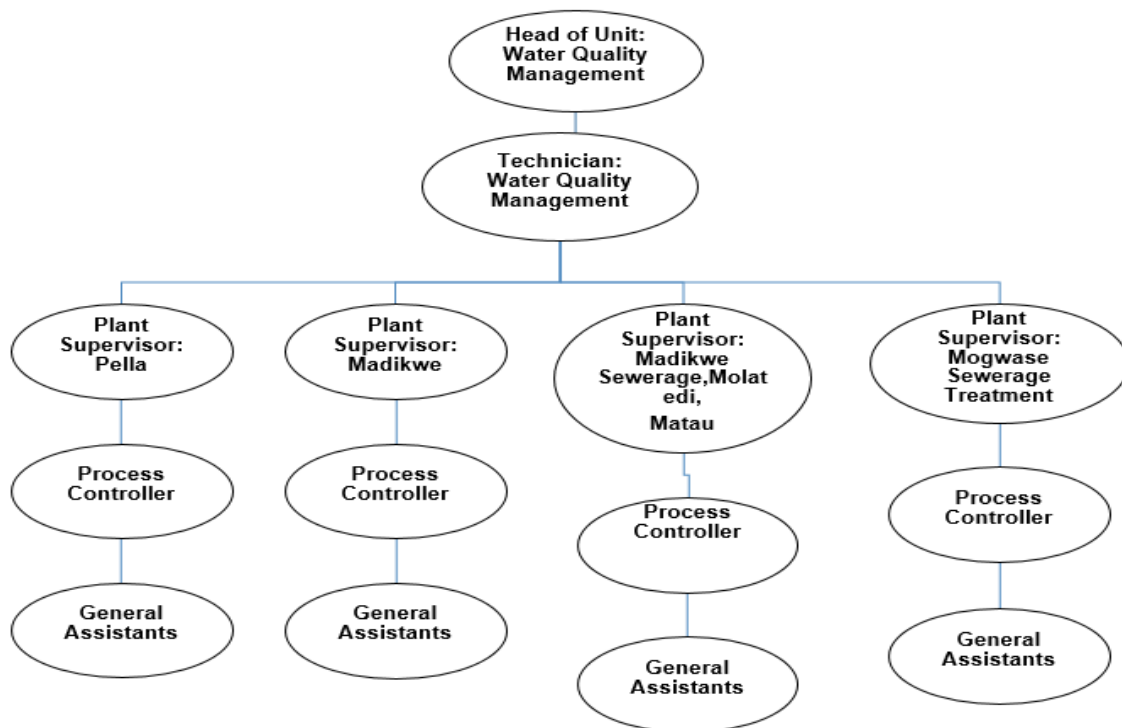 Head of Unit:
Water Quality
Management
Technician:
Water Quality
Management
Plant
Supervisor:
Pella
Plant
Supervisor:
Madikwe
Plant
Supervisor:
Madikwe
Sewerage,Molat
edi,
Matau
Plant
Supervisor:
Mogwase
Sewerage
Treatment
Process
Controller
Process
Controller
Process
Controller
Process
Controller
General
Assistants
General
Assistants
General
Assistants
General
Assistants